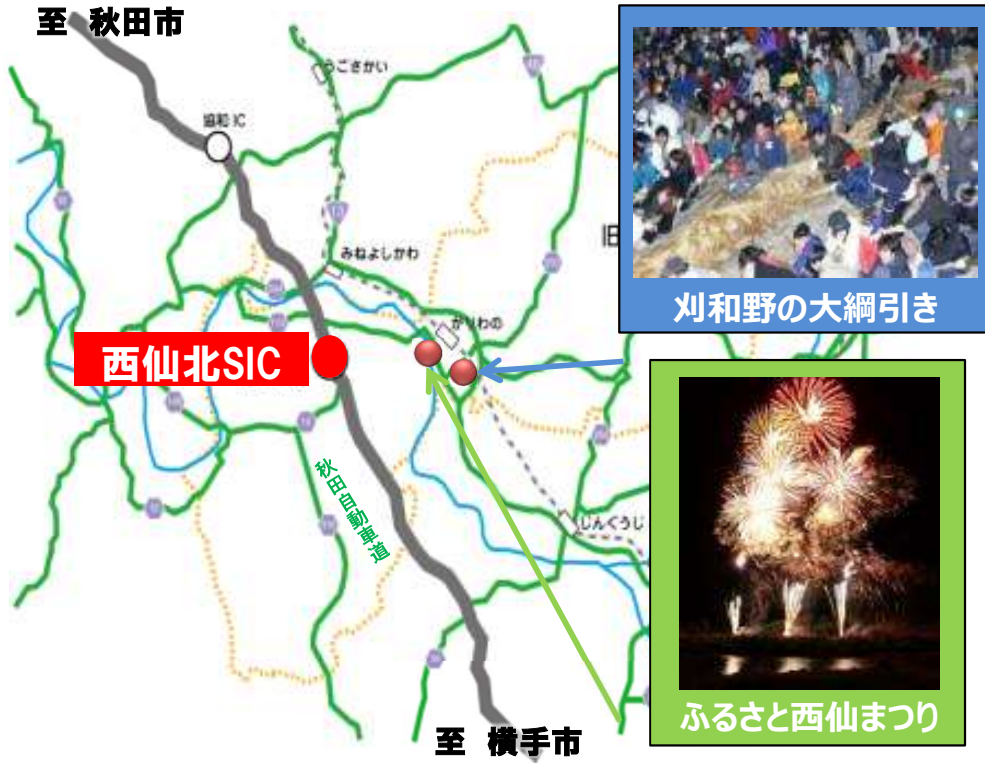 至 秋田市
うごさかい
協和 IC
13
みねよしかわ
旧
刈和野の大綱引き
かりわの
西仙北SIC
秋田自動車道
じんぐうじ
ふるさと西仙まつり
至 横手市